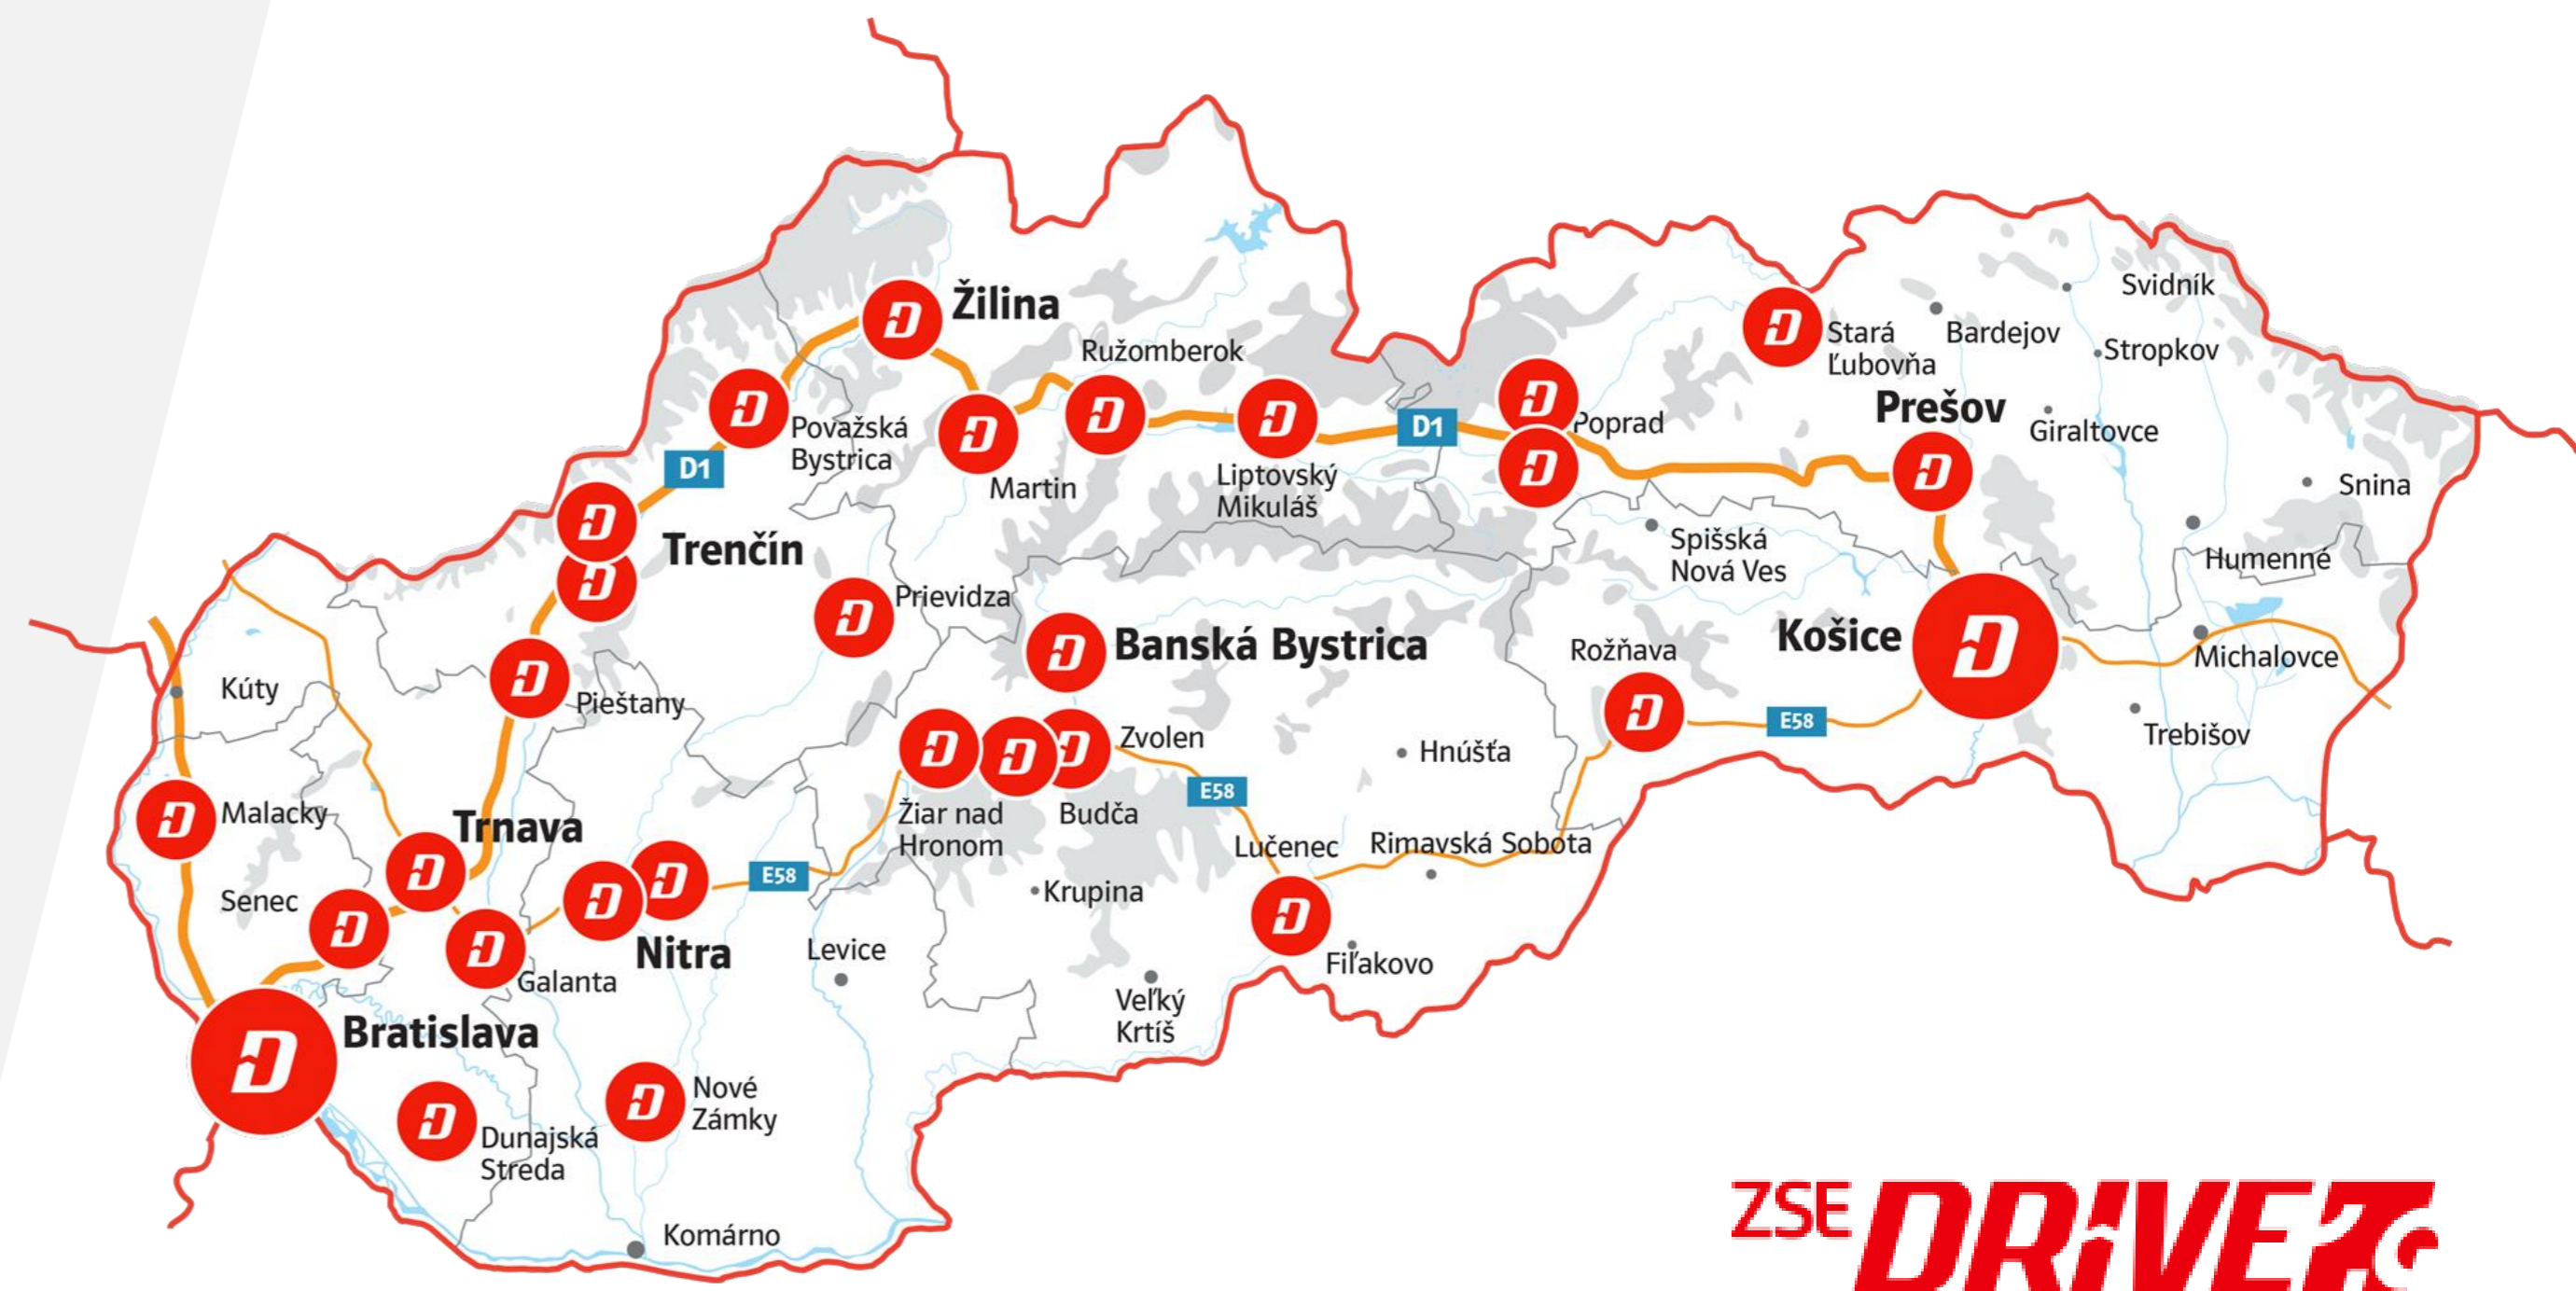 Žilina
Svidník
Ružomberok
Stará
Ľubovňa
Bardejov
Stropkov
Prešov
Považská
Bystrica
D1
D1
Poprad
Giraltovce
Martin
Liptovský
Mikuláš
Snina
Trenčín
Spišská
Nová Ves
Humenné
Prievidza
Banská Bystrica
Rožňava
Košice
Michalovce
Kúty
Pieštany
E58
Zvolen
Hnúšťa
Trebišov
E58
Malacky
Trnava
Žiar nad
Hronom
Budča
Lučenec
Rimavská Sobota
E58
Senec
Krupina
Nitra
Levice
Fiľakovo
Galanta
Veľký
Krtíš
Bratislava
Nové
Zámky
Dunajská
Streda
Komárno
ZSE DRIVE